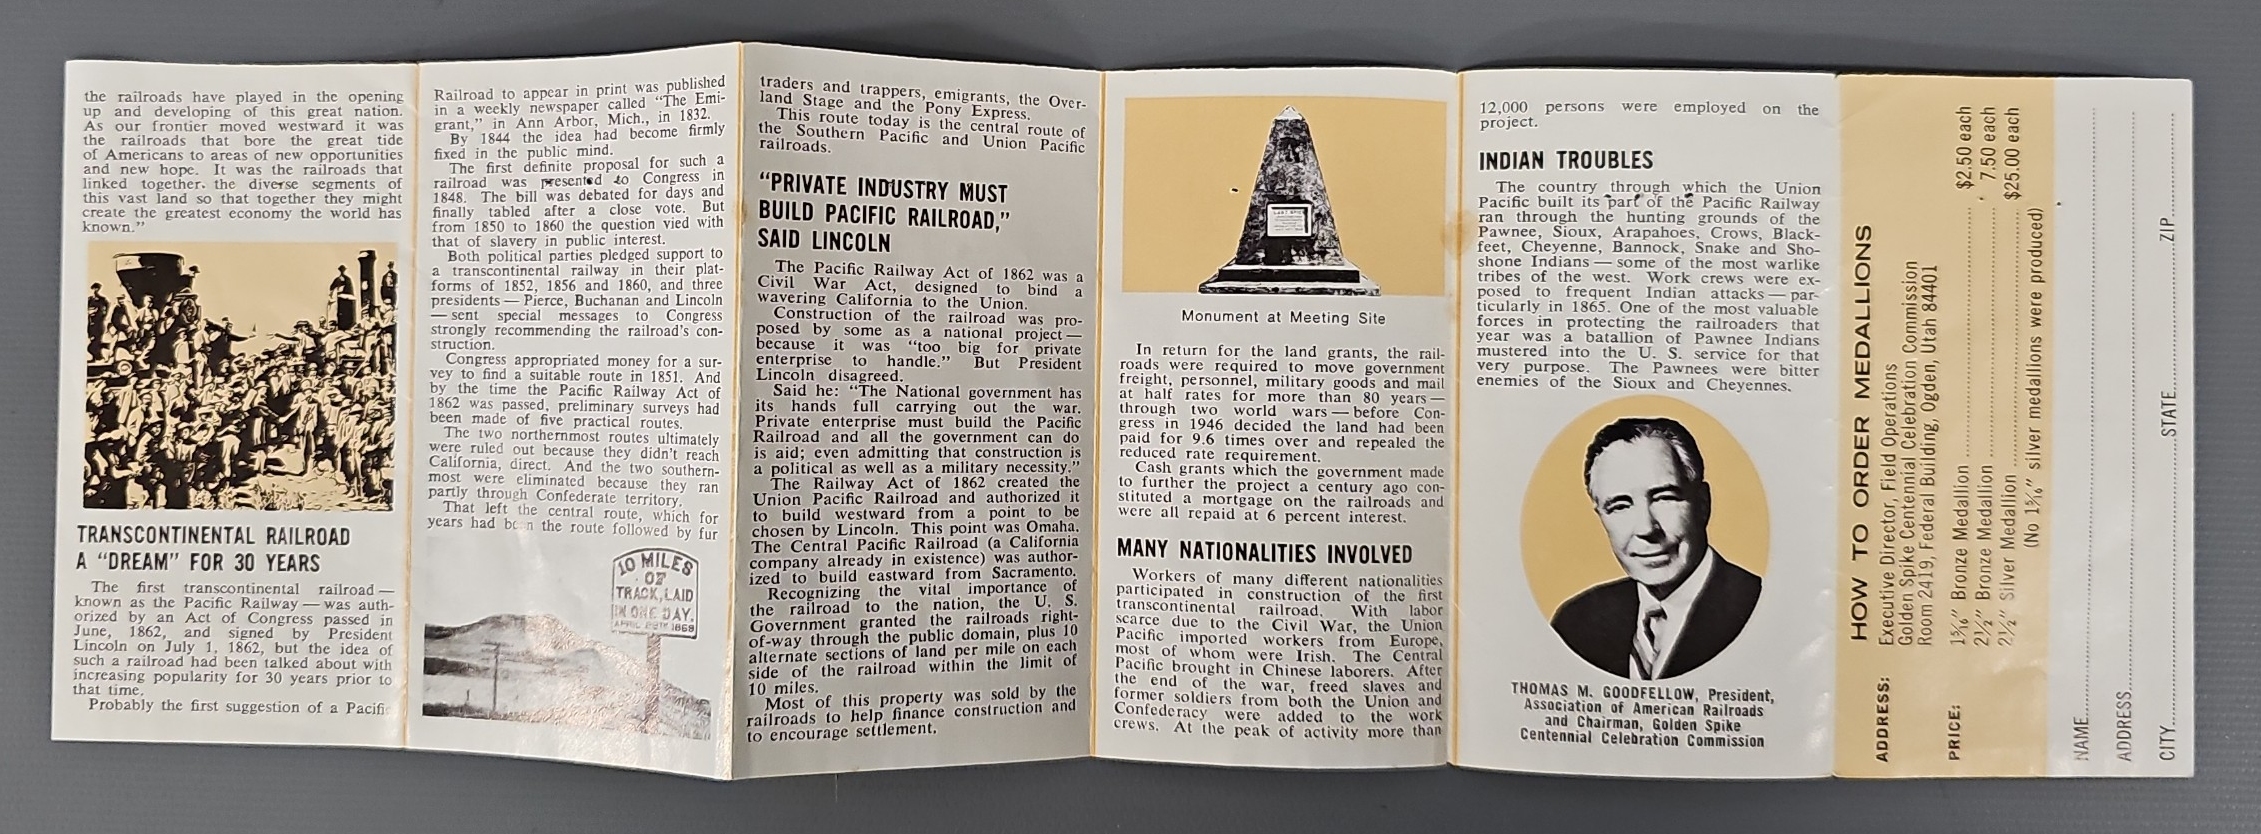 the railroads have played in the opening
up and developing of this great nation.
As our frontier moved westward it was
the railroads that bore the great tide
of Americans to areas of new opportunities
and new hope. It was the railroads that
linked together, the diverse segments of
this vast land so that together they might
create the greatest economy the world has
known."
TRANSCONTINENTAL RAILROAD
A "DREAM" FOR 30 YEARS
The first transcontinental railroad —
known as the Pacific Railway — was auth-
orized by an Act of Congress passed in
June, 1862, and signed by President
Lincoln on July 1, 1862, but the idea of
such a railroad had been talked about with
increasing popularity for 30 years prior to
that time.
Probably the first suggestion of a Pacific
Railroad to appear in print was published
in a weekly newspaper called "The Emi-
grant," in Ann Arbor, Mich., in 1832.
By 1844 the idea had become firmly
fixed in the public mind.
The first definite proposal for such a
railroad was presented to Congress in
1848. The bill was debated for days and
finally tabled after a close vote. But
from 1850 to 1860 the question vied with
that of slavery in public interest.
Both political parties pledged support to
a transcontinental railway in their plat-
forms of 1852, 1856 and 1860, and three
presidents — Pierce, Buchanan and Lincoln
— sent special messages to Congress
strongly recommending the railroad's con-
struction.
Congress appropriated money for a sur-
vey to find a suitable route in 1851. And
by the time the Pacific Railway Act of
1862 was passed, preliminary surveys had
been made of five practical routes.
The two northernmost routes ultimately
were ruled out because they didn't reach
California, direct. And the two southern-
most were eliminated because they ran
partly through Confederate territory.
That left the central route, which for
years had been the route followed by fur
10 MILES
OF
TRACK, LAID
IN ONE DAY.
APRIL 28TH 1869
traders and trappers, emigrants, the Over-
land Stage and the Pony Express.
This route today is the central route of
the Southern Pacific and Union Pacific
railroads.
"PRIVATE INDUSTRY MUST
BUILD PACIFIC RAILROAD,"
SAID LINCOLN
The Pacific Railway Act of 1862 was a
Civil War Act, designed to bind a
wavering California to the Union.
Construction of the railroad was pro-
posed by some as a national project —
because it was "too big for private
enterprise to handle." But President
Lincoln disagreed.
Said he: "The National government has
its hands full carrying out the war.
Private enterprise must build the Pacific
Railroad and all the government can do
is aid; even admitting that construction is
a political as well as a military necessity."
The Railway Act of 1862 created the
Union Pacific Railroad and authorized it
to build westward from a point to be
chosen by Lincoln. This point was Omaha.
The Central Pacific Railroad (a California
company already in existence) was author-
ized to build eastward from Sacramento.
Recognizing the vital importance of
the railroad to the nation, the U. S.
Government granted the railroads right-
of-way through the public domain, plus 10
alternate sections of land per mile on each
side of the railroad within the limit of
10 miles.
Most of this property was sold by the
railroads to help finance construction and
to encourage settlement.
LAST SPIKE
Monument at Meeting Site
In return for the land grants, the rail-
roads were required to move government
freight, personnel, military goods and mail
at half rates for more than 80 years —
through two world wars — before Con-
gress in 1946 decided the land had been
paid for 9.6 times over and repealed the
reduced rate requirement.
Cash grants which the government made
to further the project a century ago con-
stituted a mortgage on the railroads and
were all repaid at 6 percent interest.
MANY NATIONALITIES INVOLVED
Workers of many different nationalities
participated in construction of the first
transcontinental railroad. With labor
scarce due to the Civil War, the Union
Pacific imported workers from Europe,
most of whom were Irish. The Central
Pacific brought in Chinese laborers. After
the end of the war, freed slaves and
former soldiers from both the Union and
Confederacy were added to the work
crews. At the peak of activity more than
12,000 persons were employed on the
project.
INDIAN TROUBLES
The country through which the Union
Pacific built its part of the Pacific Railway
ran through the hunting grounds of the
Pawnee, Sioux, Arapahoes, Crows, Black-
feet, Cheyenne, Bannock, Snake and Sho-
shone Indians — some of the most warlike
tribes of the west. Work crews were ex-
posed to frequent Indian attacks — par-
ticularly in 1865. One of the most valuable
forces in protecting the railroaders that
year was a batallion of Pawnee Indians
mustered into the U. S. service for that
very purpose. The Pawnees were bitter
enemies of the Sioux and Cheyennes.
THOMAS M. GOODFELLOW, President,
Association of American Railroads
and Chairman, Golden Spike
Centennial Celebration Commission
HOW TO ORDER MEDALLIONS
ADDRESS: Executive Director, Field Operations
Golden Spike Centennial Celebration Commission
Room 2419, Federal Building, Ogden, Utah 84401
PRICE: 1 5/16" Bronze Medallion $2.50 each
2 1/2" Bronze Medallion 7.50 each
2 1/2" Silver Medallion $25.00 each
(No 1 5/16" silver medallions were produced)
NAME
ADDRESS
CITY STATE ZIP